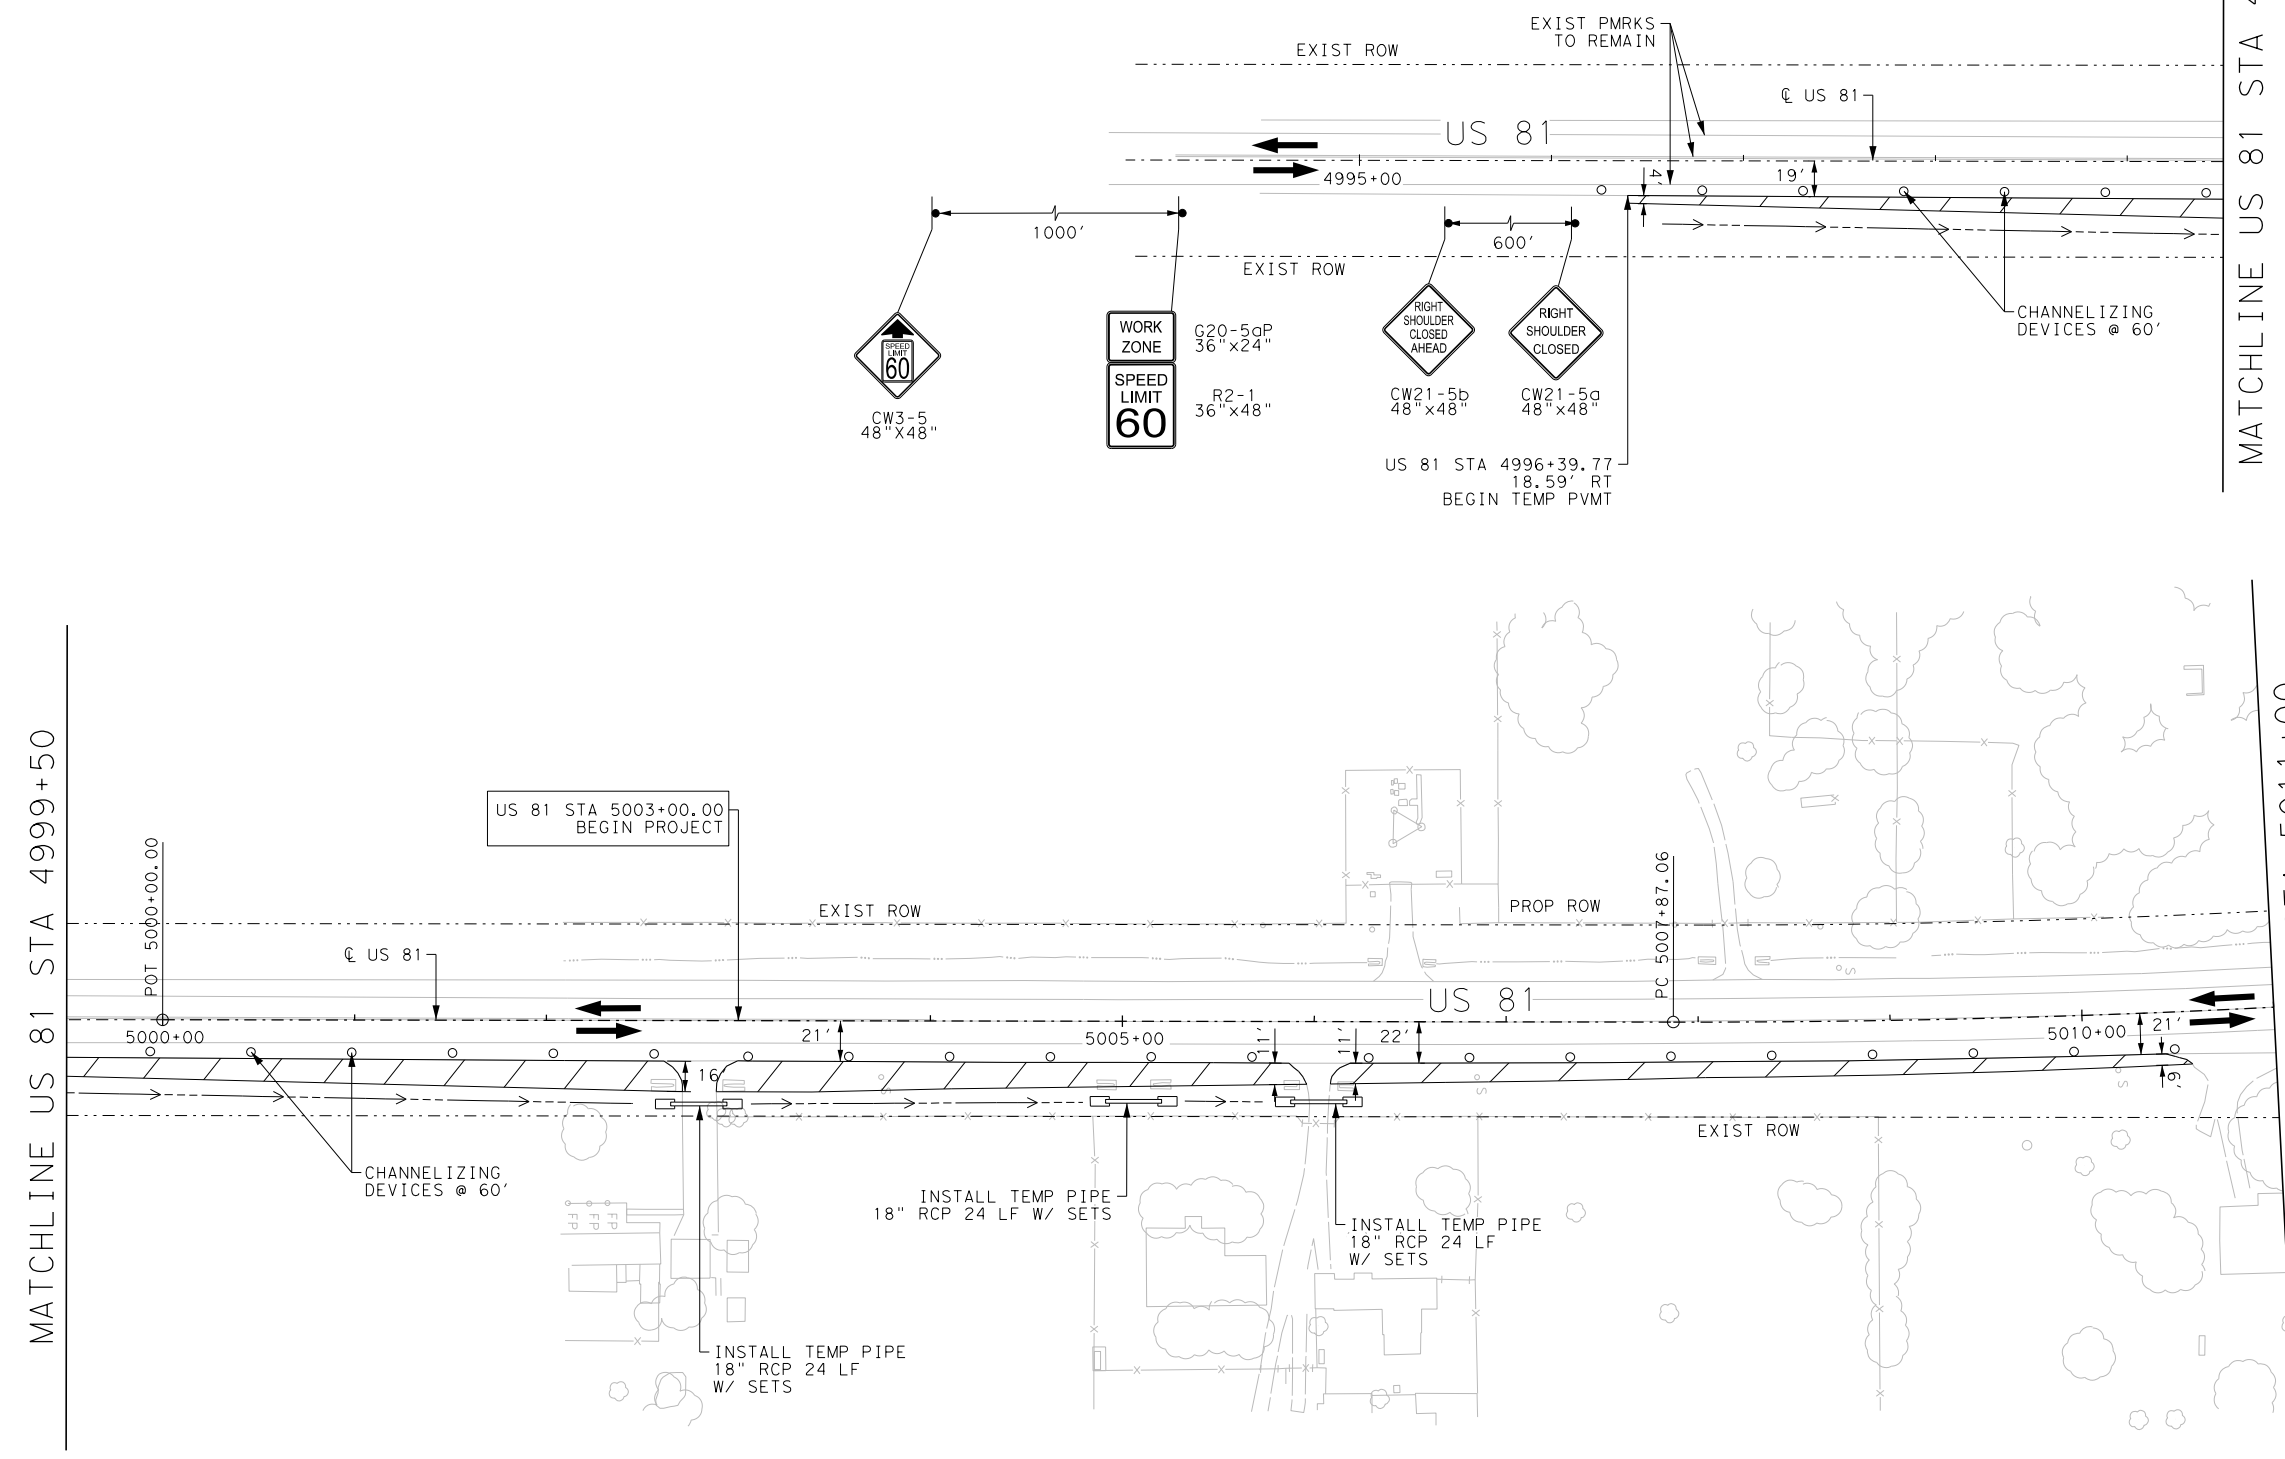 EXIST PMRKS
TO REMAIN
EXIST ROW
℄ US 81
US 81
4995+00
4'
19'
1000'
600'
EXIST ROW
SPEED
LIMIT
60
CW3-5
48"X48"
WORK
ZONE
G20-5aP
36"x24"
SPEED
LIMIT
60
R2-1
36"x48"
RIGHT
SHOULDER
CLOSED
AHEAD
CW21-5b
48"x48"
RIGHT
SHOULDER
CLOSED
CW21-5a
48"x48"
CHANNELIZING
DEVICES @ 60'
US 81 STA 4996+39.77
18.59' RT
BEGIN TEMP PVMT
MATCHLINE US 81 STA
MATCHLINE US 81 STA 4999+50
POT 5000+00.00
US 81 STA 5003+00.00
BEGIN PROJECT
EXIST ROW
PROP ROW
℄ US 81
PC 5007+87.06
US 81
5000+00
21'
5005+00
11'
11'
22'
5010+00
21'
16'
6'
S
S
S
S
EXIST ROW
CHANNELIZING
DEVICES @ 60'
INSTALL TEMP PIPE
18" RCP 24 LF W/ SETS
INSTALL TEMP PIPE
18" RCP 24 LF
W/ SETS
FP
FP
FP
INSTALL TEMP PIPE
18" RCP 24 LF
W/ SETS